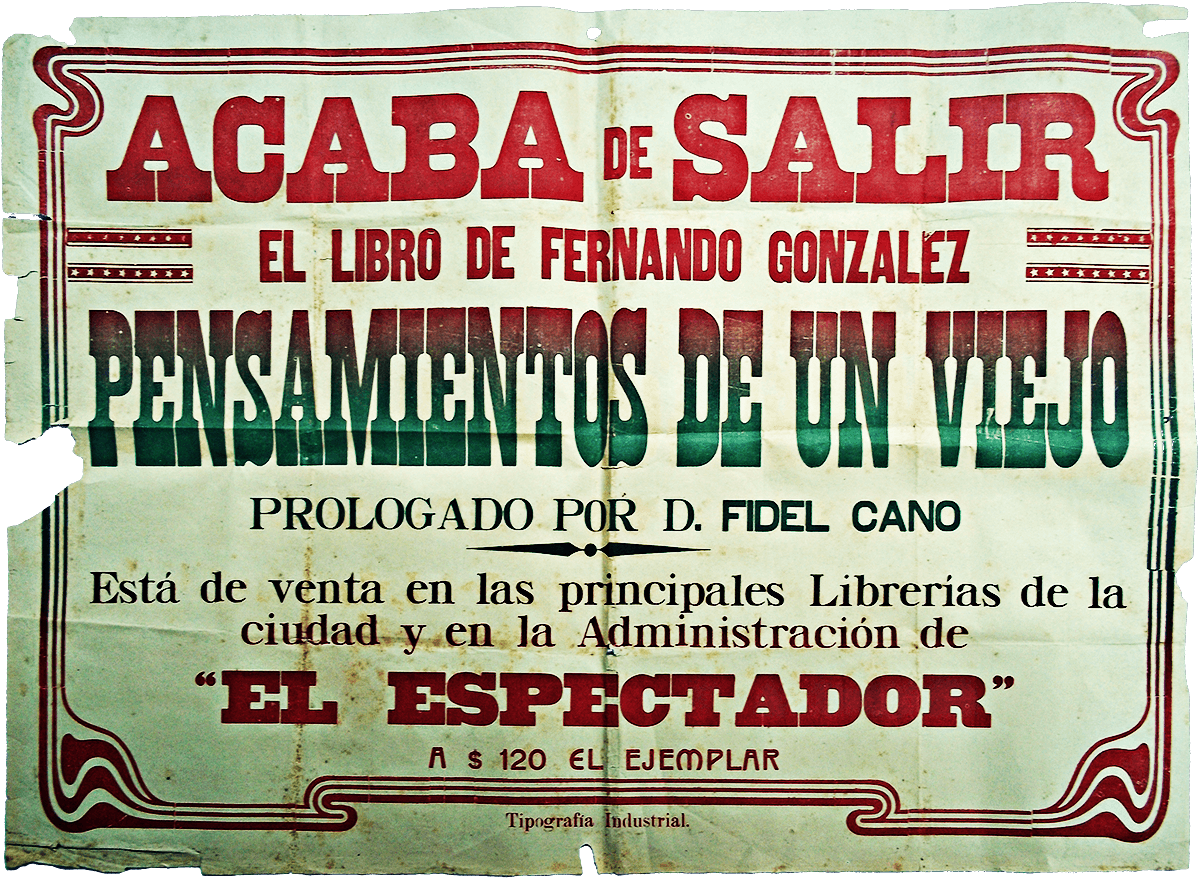 ACABA DE SALIR
EL LIBRO DE FERNANDO GONZALEZ
PENSAMIENTOS DE UN VIEJO
PROLOGADO POR D. FIDEL CANO
Está de venta en las principales Librerías de la
ciudad y en la Administración de
“EL ESPECTADOR”
A $ 120 EL EJEMPLAR
Tipografía Industrial.